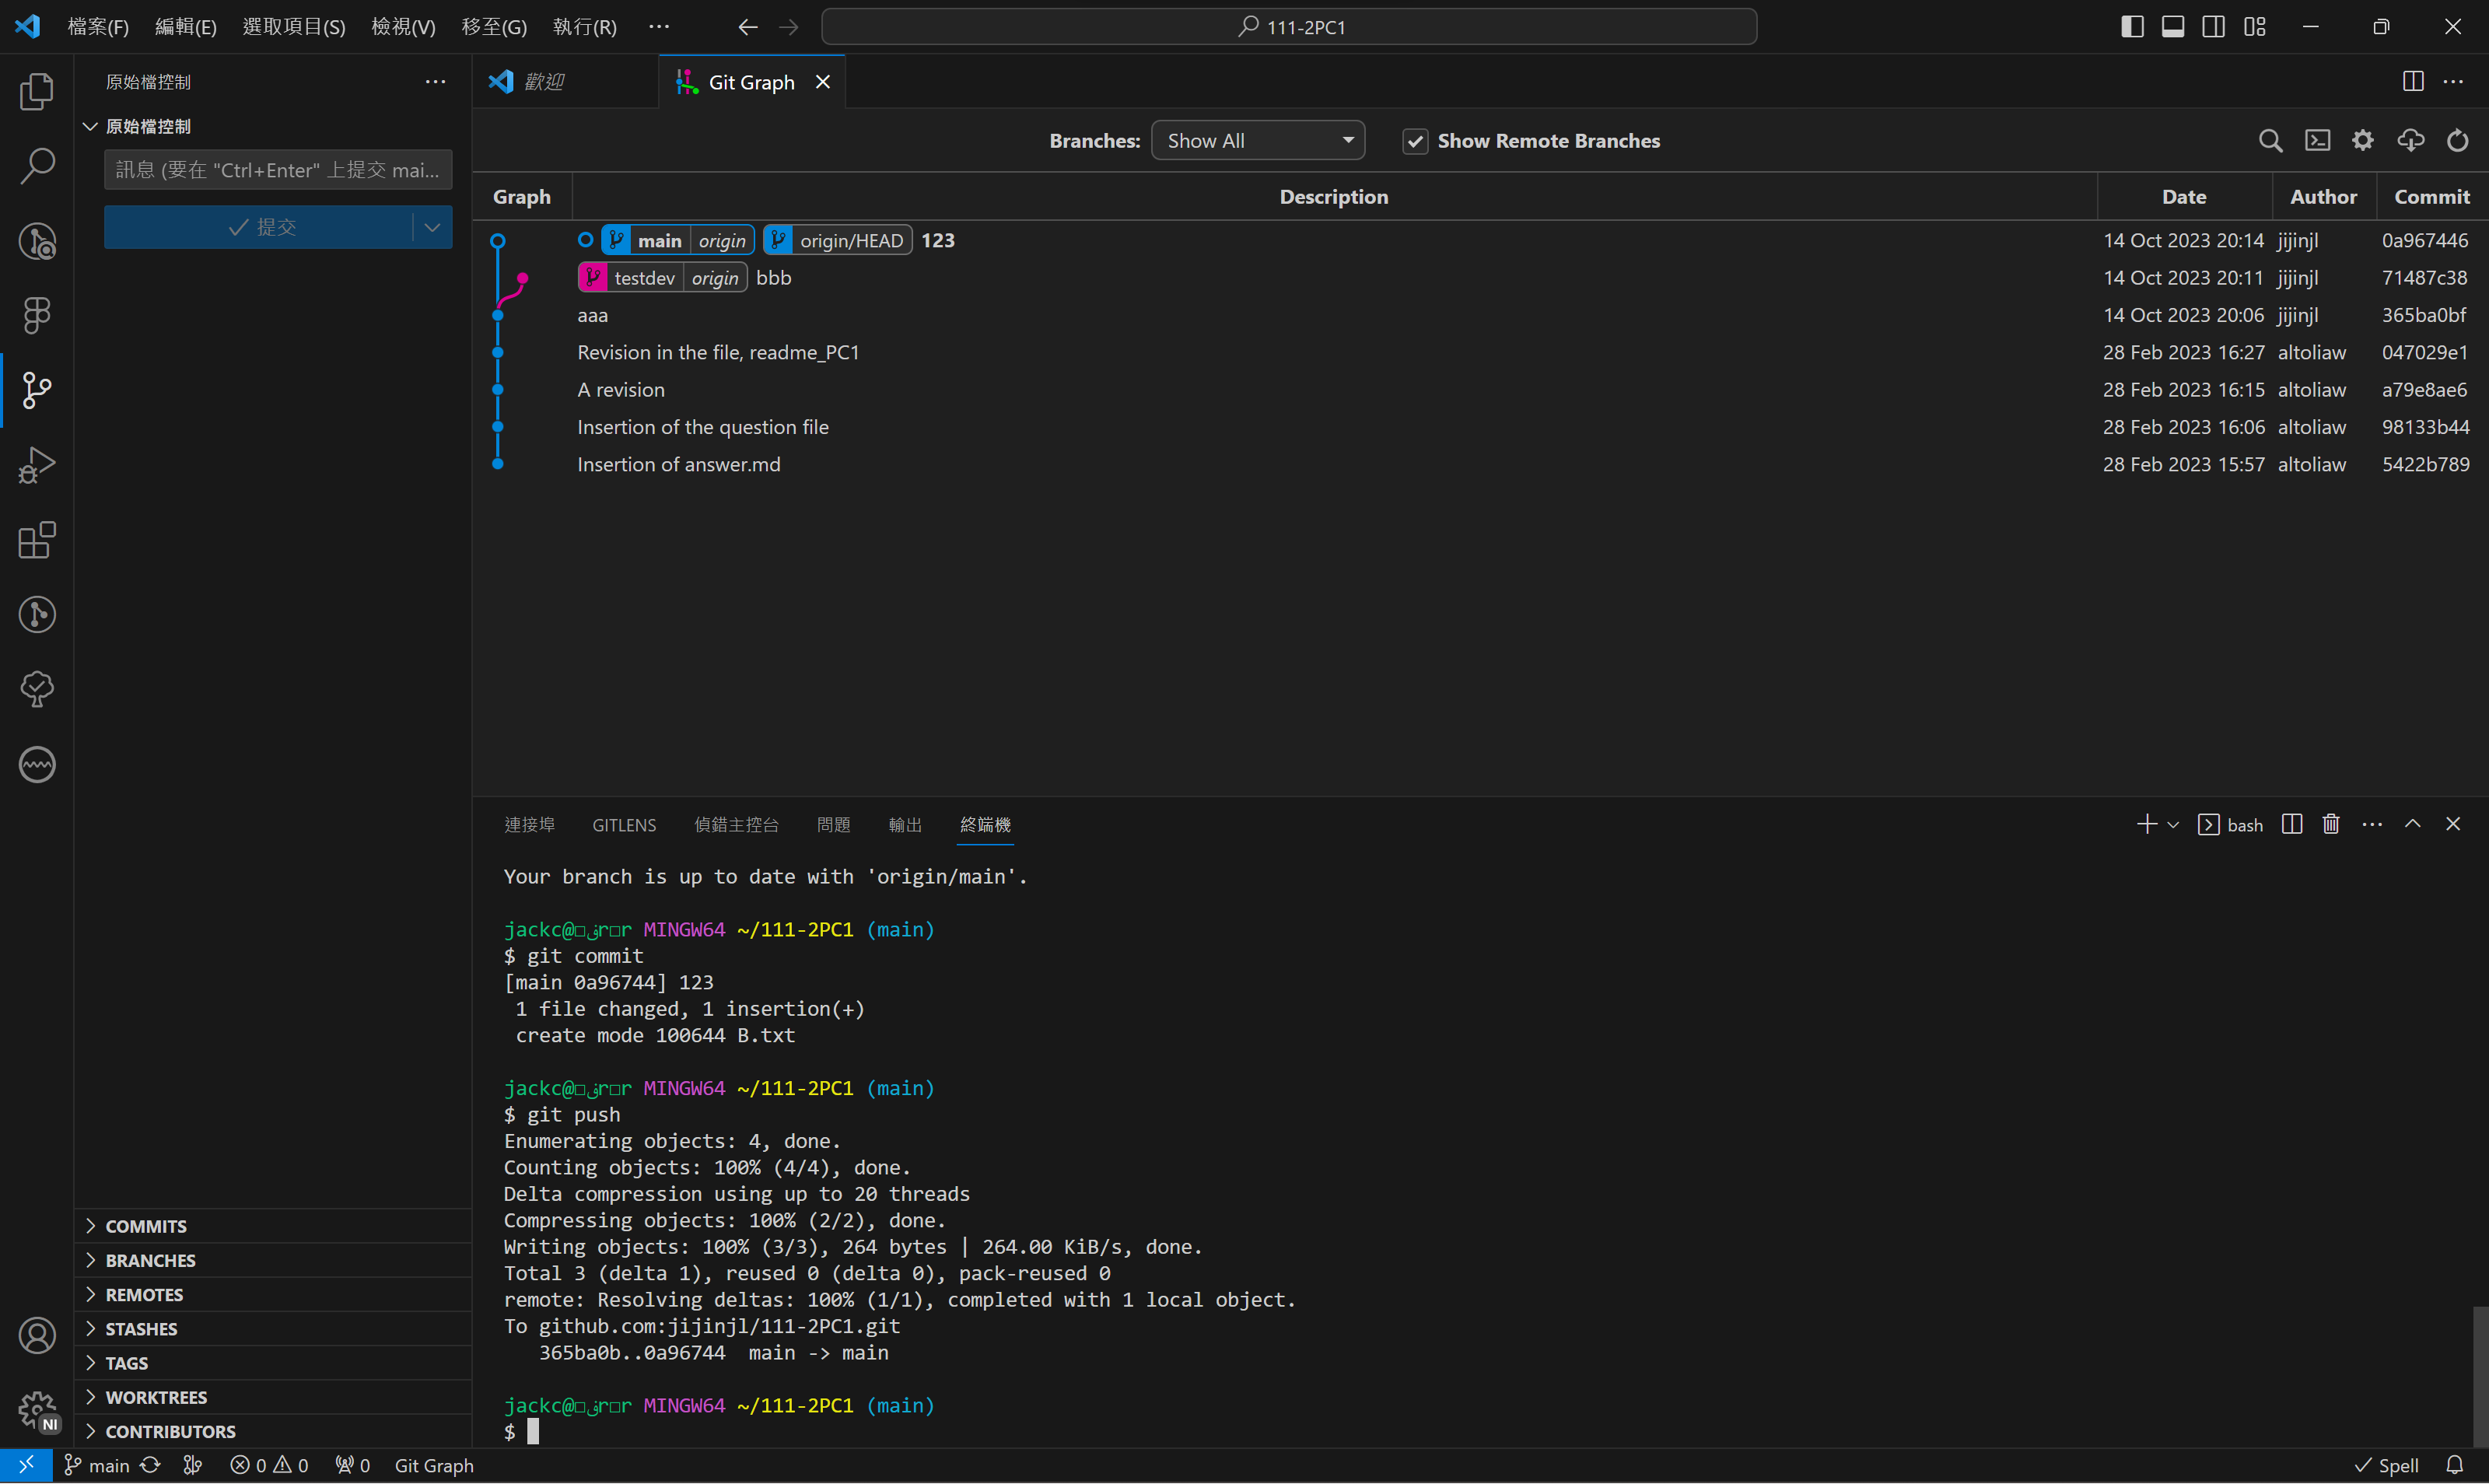 檔案(F) 編輯(E) 選取項目(S) 檢視(V) 移至(G) 執行(R) ··· 111-2PC1
原始檔控制 ···
原始檔控制
訊息 (要在 "Ctrl+Enter" 上提交 mai...
提交
歡迎
Git Graph
Branches: Show All Show Remote Branches
Graph Description Date Author Commit
main origin origin/HEAD 123 14 Oct 2023 20:14 jijinjl 0a967446
testdev origin bbb 14 Oct 2023 20:11 jijinjl 71487c38
aaa 14 Oct 2023 20:06 jijinjl 365ba0bf
Revision in the file, readme_PC1 28 Feb 2023 16:27 altoliaw 047029e1
A revision 28 Feb 2023 16:15 altoliaw a79e8ae6
Insertion of the question file 28 Feb 2023 16:06 altoliaw 98133b44
Insertion of answer.md 28 Feb 2023 15:57 altoliaw 5422b789
連接埠 GITLENS 偵錯主控台 問題 輸出 終端機 bash
Your branch is up to date with 'origin/main'.
MINGW64 ~/111-2PC1 (main)
$ git commit
[main 0a96744] 123
1 file changed, 1 insertion(+)
create mode 100644 B.txt
MINGW64 ~/111-2PC1 (main)
$ git push
Enumerating objects: 4, done.
Counting objects: 100% (4/4), done.
Delta compression using up to 20 threads
Compressing objects: 100% (2/2), done.
Writing objects: 100% (3/3), 264 bytes | 264.00 KiB/s, done.
Total 3 (delta 1), reused 0 (delta 0), pack-reused 0
remote: Resolving deltas: 100% (1/1), completed with 1 local object.
To github.com:jijinjl/111-2PC1.git
365ba0b..0a96744 main -> main
MINGW64 ~/111-2PC1 (main)
$
COMMITS
BRANCHES
REMOTES
STASHES
TAGS
WORKTREES
CONTRIBUTORS
NI
main 0 0 0 Git Graph Spell